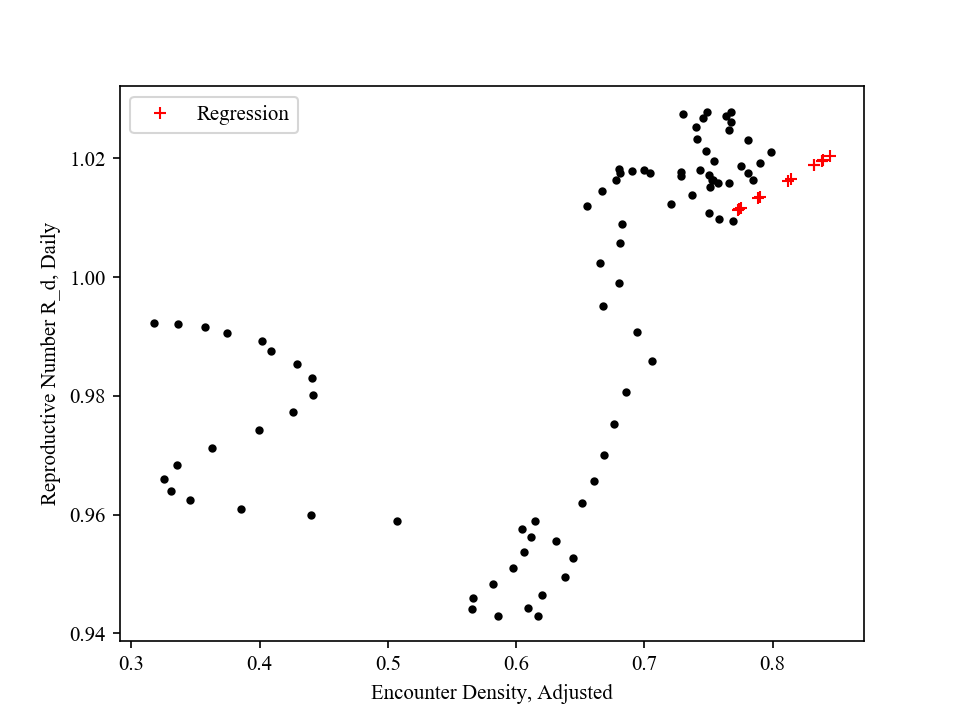 Regression
1.02
1.00
0.98
0.96
0.94
Reproductive Number R_d, Daily
0.3 0.4 0.5 0.6 0.7 0.8
Encounter Density, Adjusted